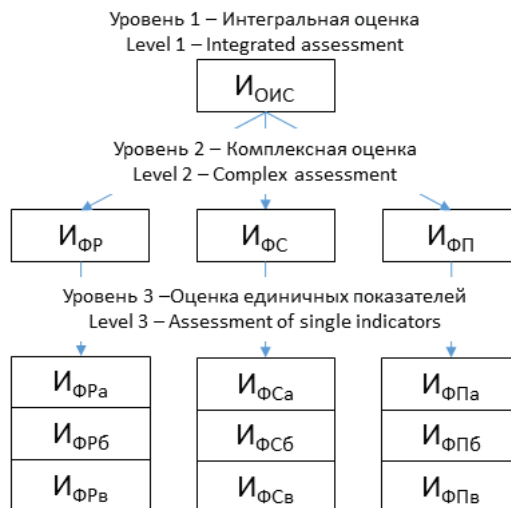 Уровень 1 – Интегральная оценка
Level 1 – Integrated assessment
ИОИС
Уровень 2 – Комплексная оценка
Level 2 – Complex assessment
ИФР ИФС ИФП
Уровень 3 –Оценка единичных показателей
Level 3 – Assessment of single indicators
ИФРа ИФСа ИФПа
ИФРб ИФСб ИФПб
ИФРв ИФСв ИФПв